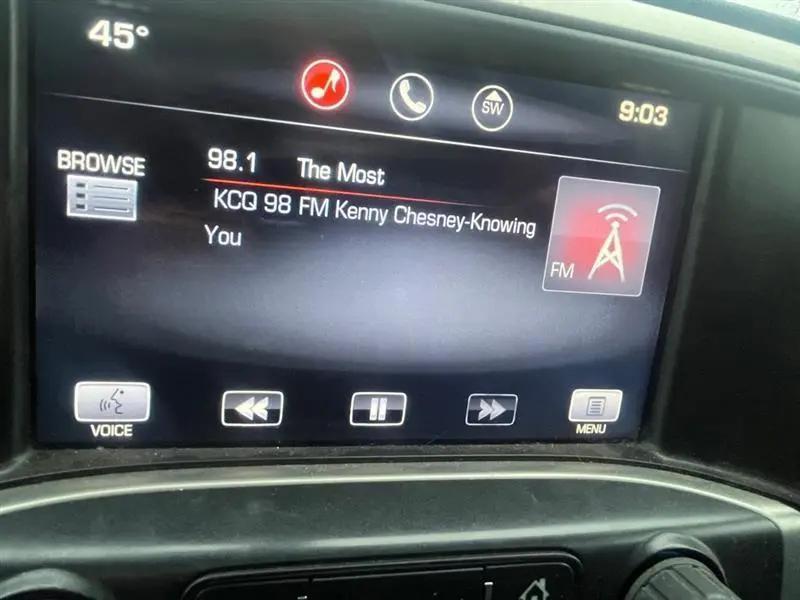 45°
SW
9:03
BROWSE
98.1 The Most
KCQ 98 FM Kenny Chesney-Knowing
You
FM
VOICE
MENU